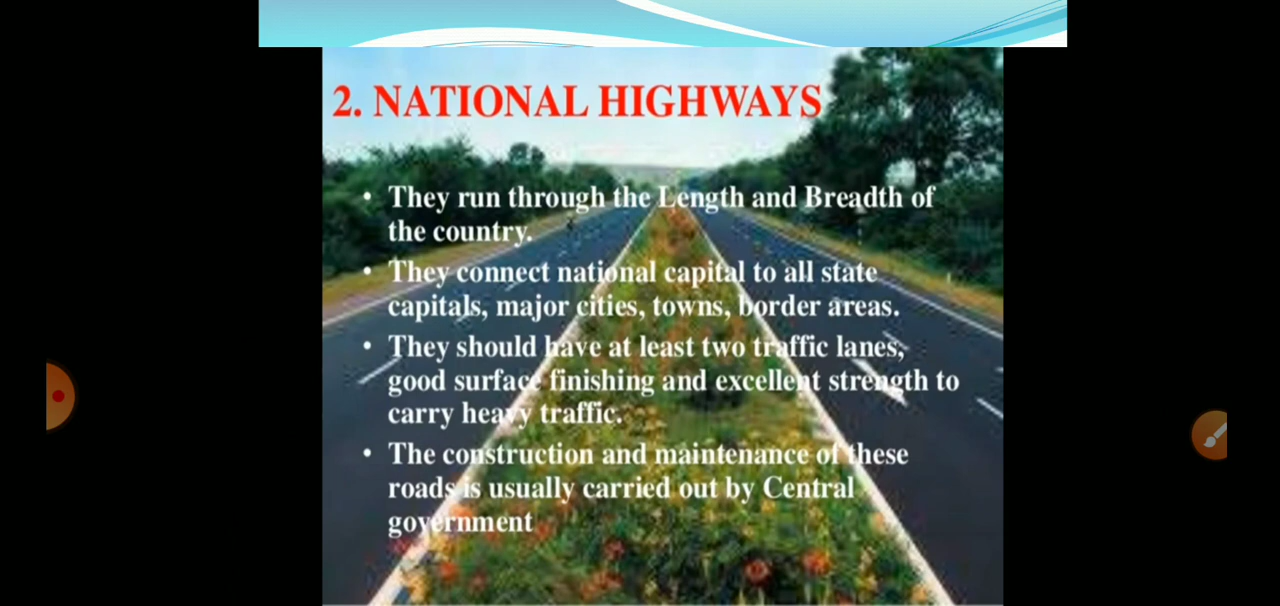 2. NATIONAL HIGHWAYS
• They run through the Length and Breadth of
the country.
• They connect national capital to all state
capitals, major cities, towns, border areas.
• They should have at least two traffic lanes,
good surface finishing and excellent strength to
carry heavy traffic.
• The construction and maintenance of these
roads is usually carried out by Central
government